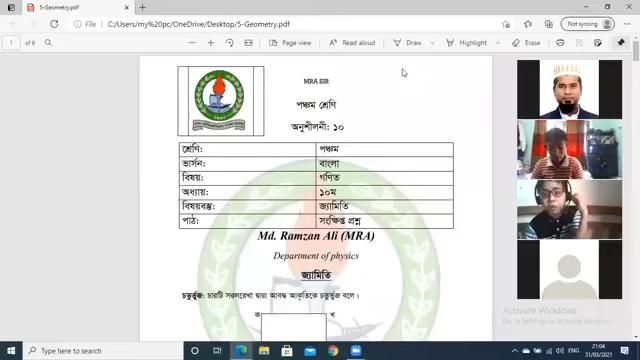 5-Geometry.pdf
C:/Users/my%20pc/OneDrive/Desktop/5-Geometry.pdf
Not syncing
1 of 9
Page view
Read aloud
Draw
Highlight
Erase
MRA SIR
পঞ্চম শ্রেণি
অনুশীলনী: ১০
শ্রেণি: পঞ্চম
ভার্সন: বাংলা
বিষয়: গণিত
অধ্যায়: ১০ম
বিষয়বস্তু: জ্যামিতি
পাঠ: সংক্ষিপ্ত প্রশ্ন
Md. Ramzan Ali (MRA)
Department of physics
জ্যামিতি
চতুর্ভুজ: চারটি সরলরেখা দ্বারা আবদ্ধ আকৃতিকে চতুর্ভুজ বলে।
ক খ
Activate Windows
Go to Settings to activate Windows.
Type here to search
ENG
21:04
31/03/2021